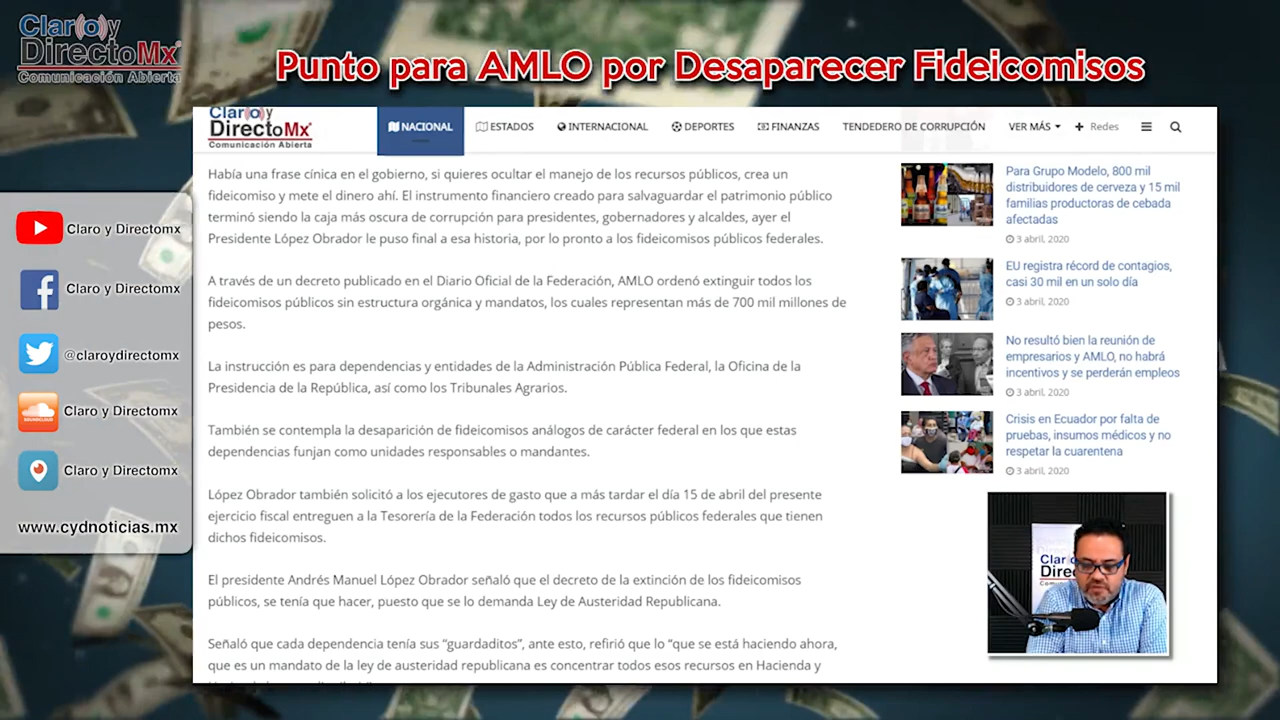 Claro y
DirectoMx
Comunicación Abierta
Punto para AMLO por Desaparecer Fideicomisos
Claro y
DirectoMx
Comunicación Abierta
NACIONAL
ESTADOS
INTERNACIONAL
DEPORTES
FINANZAS
TENDEDERO DE CORRUPCIÓN
VER MÁS
Redes
Claro y Directomx
Claro y Directomx
@claroydirectomx
SOUNDCLOUD
Claro y Directomx
Claro y Directomx
www.cydnoticias.mx
Había una frase cínica en el gobierno, si quieres ocultar el manejo de los recursos públicos, crea un
fideicomiso y mete el dinero ahí. El instrumento financiero creado para salvaguardar el patrimonio público
terminó siendo la caja más oscura de corrupción para presidentes, gobernadores y alcaldes, ayer el
Presidente López Obrador le puso final a esa historia, por lo pronto a los fideicomisos públicos federales.
A través de un decreto publicado en el Diario Oficial de la Federación, AMLO ordenó extinguir todos los
fideicomisos públicos sin estructura orgánica y mandatos, los cuales representan más de 700 mil millones de
pesos.
La instrucción es para dependencias y entidades de la Administración Pública Federal, la Oficina de la
Presidencia de la República, así como los Tribunales Agrarios.
También se contempla la desaparición de fideicomisos análogos de carácter federal en los que estas
dependencias funjan como unidades responsables o mandantes.
López Obrador también solicitó a los ejecutores de gasto que a más tardar el día 15 de abril del presente
ejercicio fiscal entreguen a la Tesorería de la Federación todos los recursos públicos federales que tienen
dichos fideicomisos.
El presidente Andrés Manuel López Obrador señaló que el decreto de la extinción de los fideicomisos
públicos, se tenía que hacer, puesto que se lo demanda Ley de Austeridad Republicana.
Señaló que cada dependencia tenía sus “guardaditos”, ante esto, refirió que lo “que se está haciendo ahora,
que es un mandato de la ley de austeridad republicana es concentrar todos esos recursos en Hacienda y
Para Grupo Modelo, 800 mil
distribuidores de cerveza y 15 mil
familias productoras de cebada
afectadas
3 abril, 2020
EU registra récord de contagios,
casi 30 mil en un solo día
3 abril, 2020
No resultó bien la reunión de
empresarios y AMLO, no habrá
incentivos y se perderán empleos
3 abril, 2020
Crisis en Ecuador por falta de
pruebas, insumos médicos y no
respetar la cuarentena
3 abril, 2020